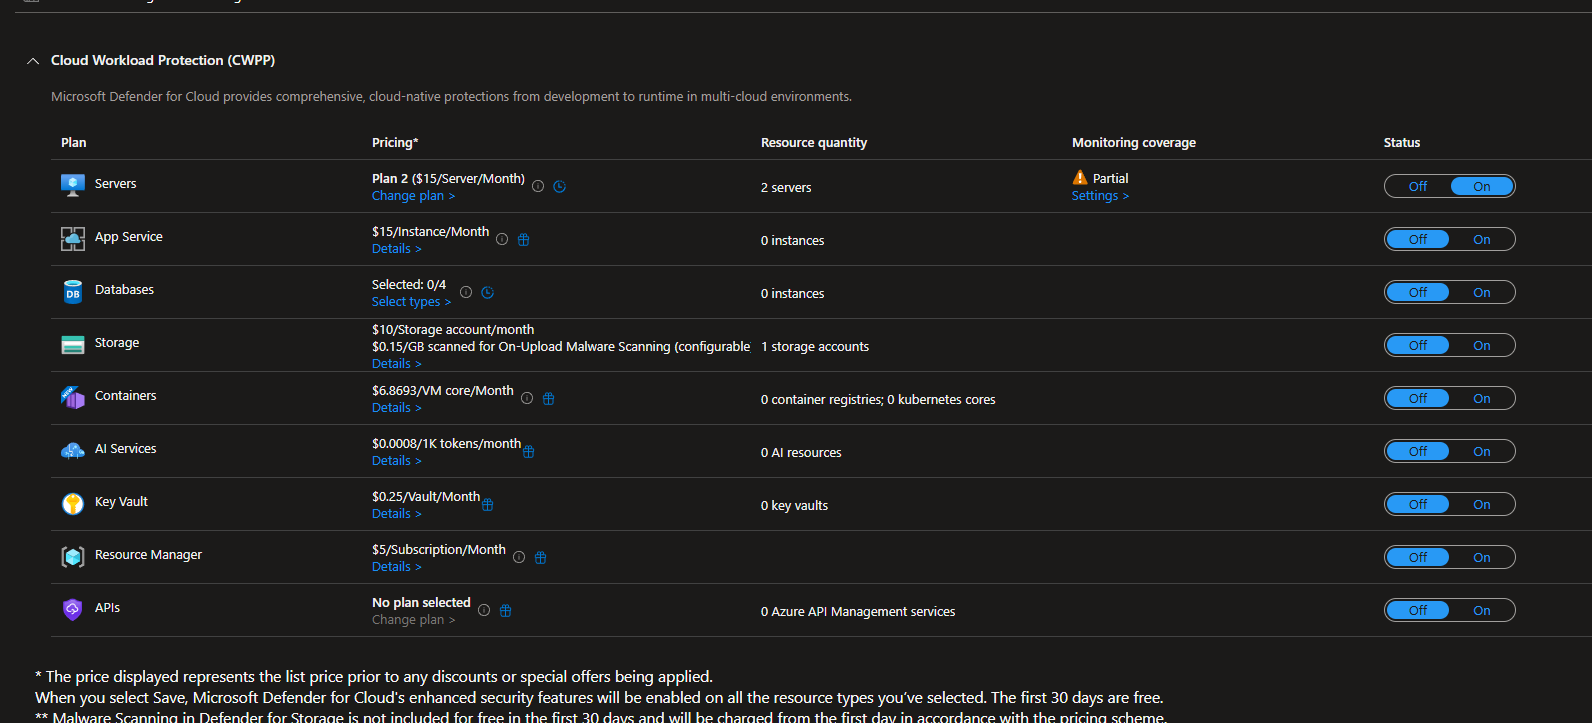 Cloud Workload Protection (CWPP)
Microsoft Defender for Cloud provides comprehensive, cloud-native protections from development to runtime in multi-cloud environments.
Plan Pricing* Resource quantity Monitoring coverage Status
Servers Plan 2 ($15/Server/Month) 2 servers Partial Off On
Change plan > Settings >
App Service $15/Instance/Month 0 instances Off On
Details >
Databases Selected: 0/4 0 instances Off On
Select types >
Storage $10/Storage account/month 1 storage accounts Off On
$0.15/GB scanned for On-Upload Malware Scanning (configurable
Details >
Containers $6.8693/VM core/Month 0 container registries; 0 kubernetes cores Off On
Details >
AI Services $0.0008/1K tokens/month 0 AI resources Off On
Details >
Key Vault $0.25/Vault/Month 0 key vaults Off On
Details >
Resource Manager $5/Subscription/Month Off On
Details >
APIs No plan selected 0 Azure API Management services Off On
Change plan >
* The price displayed represents the list price prior to any discounts or special offers being applied.
When you select Save, Microsoft Defender for Cloud's enhanced security features will be enabled on all the resource types you've selected. The first 30 days are free.
** Malware Scanning in Defender for Storage is not included for free in the first 30 days and will be charged from the first day in accordance with the pricing scheme.